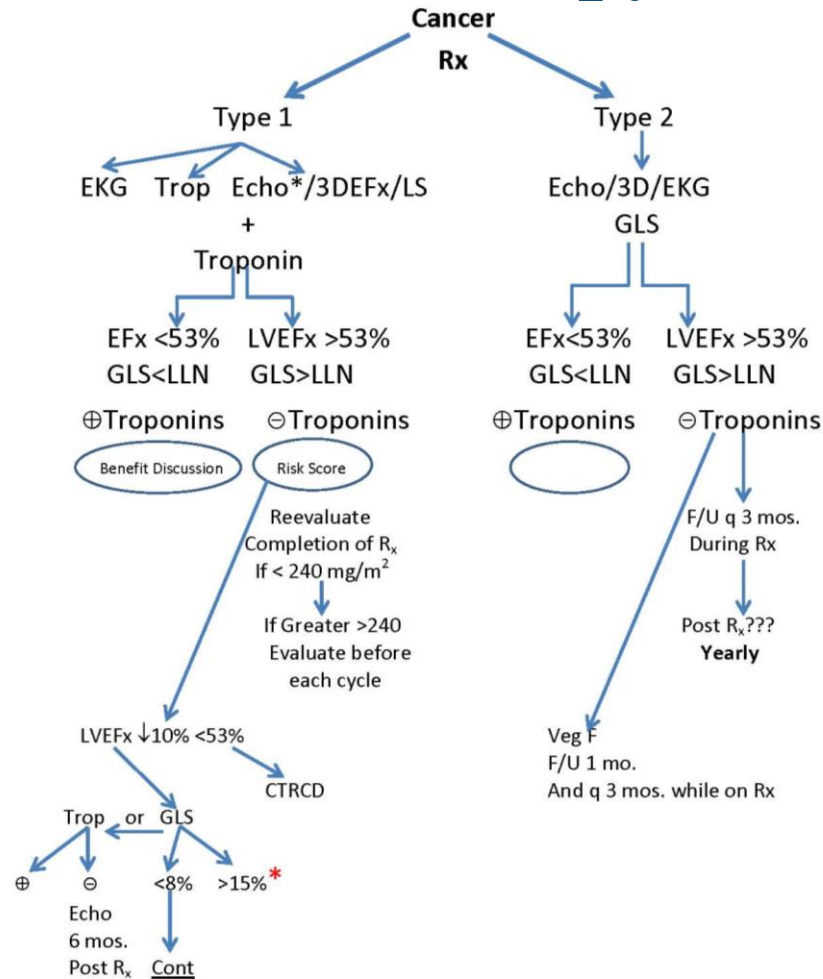 Cancer
Rx
Type 1
Type 2
EKG Trop Echo*/3DEFx/LS
+
Troponin
Echo/3D/EKG
GLS
EFx <53% LVEFx >53%
GLS<LLN GLS>LLN
⊕Troponins ⊖Troponins
Benefit Discussion
Risk Score
EFx<53% LVEFx >53%
GLS<LLN GLS>LLN
⊕Troponins ⊖Troponins
Reevaluate
Completion of Rₓ
If < 240 mg/m²
If Greater >240
Evaluate before
each cycle
F/U q 3 mos.
During Rx
Post Rₓ???
Yearly
LVEFx ↓10% <53%
CTRCD
Veg F
F/U 1 mo.
And q 3 mos. while on Rx
Trop or GLS
⊕ ⊖ <8% >15%*
Echo
6 mos.
Post Rₓ Cont